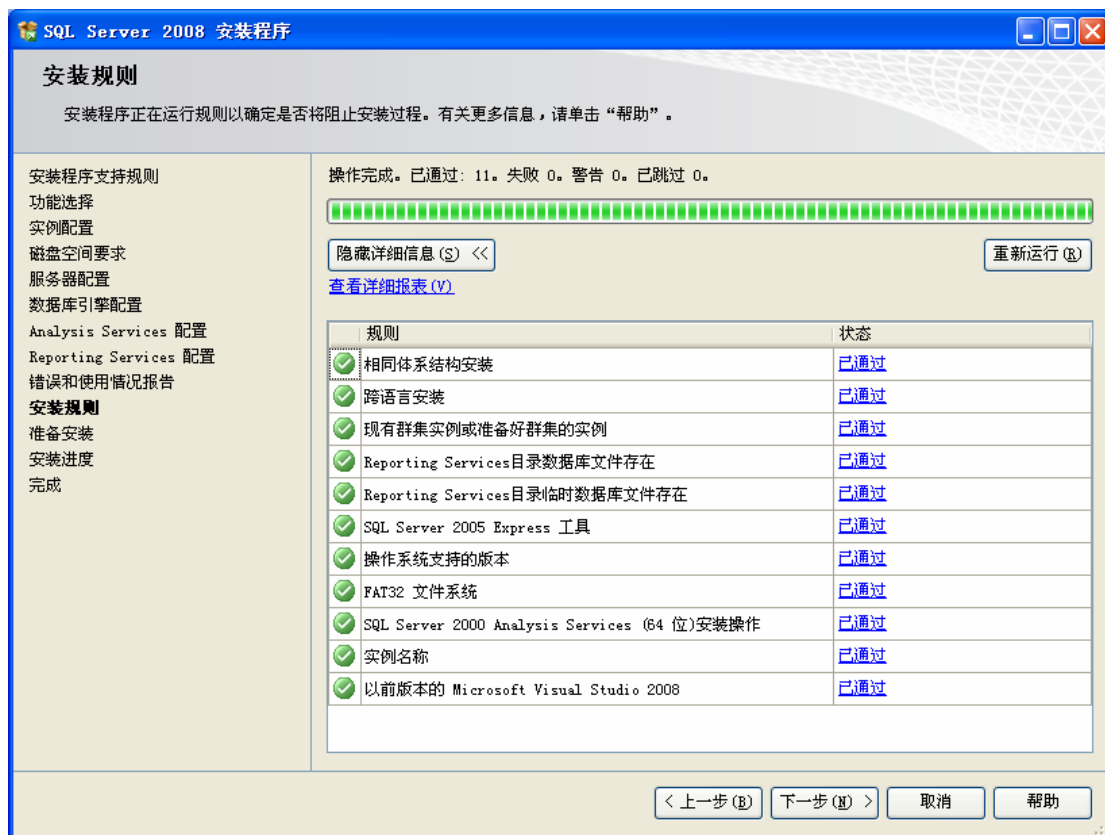 SQL Server 2008 安装程序
安装规则
安装程序正在运行规则以确定是否将阻止安装过程。有关更多信息，请单击“帮助”。
安装程序支持规则
功能选择
实例配置
磁盘空间要求
服务器配置
数据库引擎配置
Analysis Services 配置
Reporting Services 配置
错误和使用情况报告
安装规则
准备安装
安装进度
完成
操作完成。已通过: 11。失败 0。警告 0。已跳过 0。
隐藏详细信息(S) <<
重新运行(R)
查看详细报表(V)
规则 状态
相同体系结构安装 已通过
跨语言安装 已通过
现有群集实例或准备好群集的实例 已通过
Reporting Services目录数据库文件存在 已通过
Reporting Services目录临时数据库文件存在 已通过
SQL Server 2005 Express 工具 已通过
操作系统支持的版本 已通过
FAT32 文件系统 已通过
SQL Server 2000 Analysis Services (64 位)安装操作 已通过
实例名称 已通过
以前版本的 Microsoft Visual Studio 2008 已通过
< 上一步(B) 下一步(N) > 取消 帮助